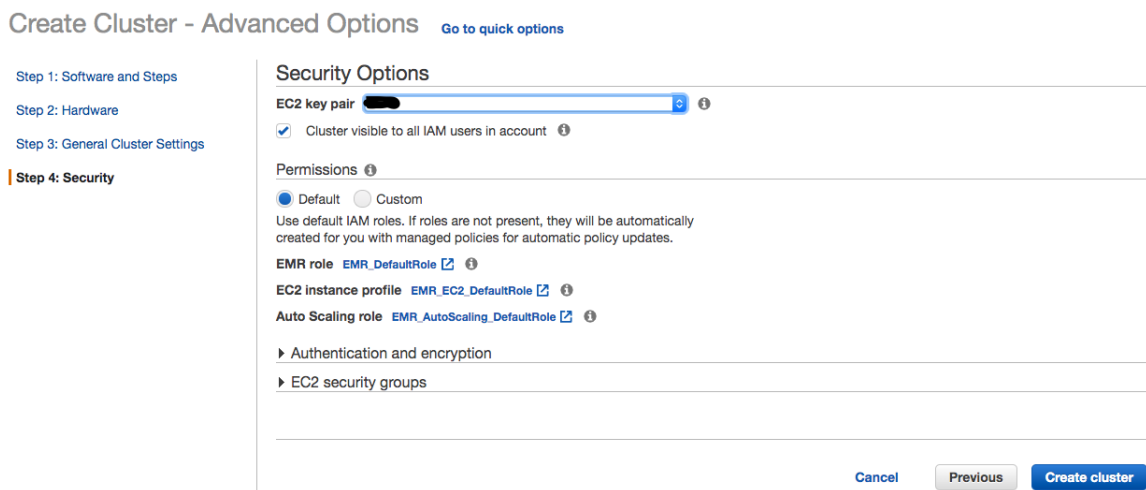 Create Cluster - Advanced Options Go to quick options
Step 1: Software and Steps
Step 2: Hardware
Step 3: General Cluster Settings
Step 4: Security
Security Options
EC2 key pair
Cluster visible to all IAM users in account
Permissions
Default Custom
Use default IAM roles. If roles are not present, they will be automatically
created for you with managed policies for automatic policy updates.
EMR role EMR_DefaultRole
EC2 instance profile EMR_EC2_DefaultRole
Auto Scaling role EMR_AutoScaling_DefaultRole
Authentication and encryption
EC2 security groups
Cancel Previous Create cluster